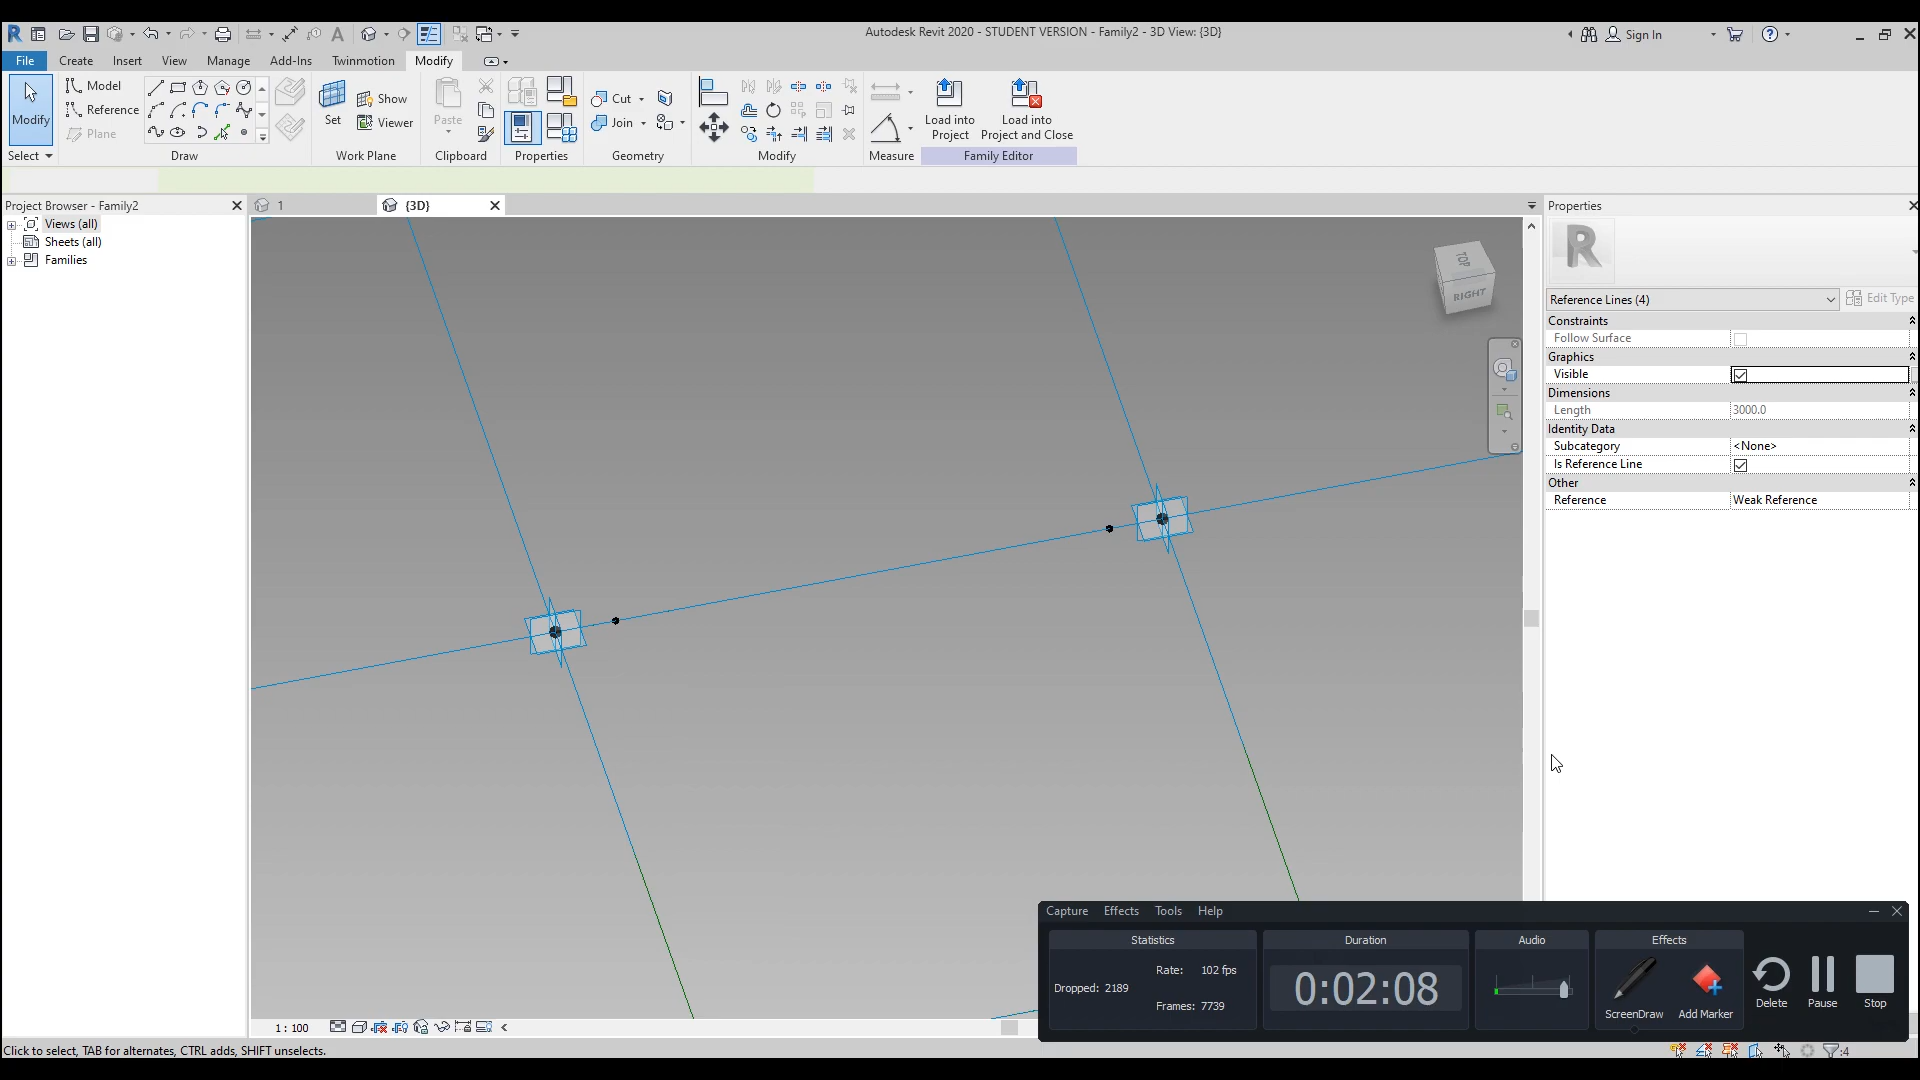 Autodesk Revit 2020 - STUDENT VERSION - Family2 - 3D View: {3D}
Sign In
File Create Insert View Manage Add-Ins Twinmotion Modify
Modify
Select
Model
Reference
Plane
Draw
Set
Show
Viewer
Work Plane
Paste
Clipboard
Properties
Cut
Join
Geometry
Modify
Measure
Load into
Project
Load into
Project and Close
Family Editor
Project Browser - Family2
Views (all)
Sheets (all)
Families
1
{3D}
TOP
RIGHT
Properties
R
Reference Lines (4)
Edit Type
Constraints
Follow Surface
Graphics
Visible
Dimensions
Length 3000.0
Identity Data
Subcategory <None>
Is Reference Line
Other
Reference Weak Reference
1 : 100
Click to select, TAB for alternates, CTRL adds, SHIFT unselects.
:4
Capture Effects Tools Help
Statistics
Dropped: 2189
Rate: 102 fps
Frames: 7739
Duration
0:02:08
Audio
Effects
ScreenDraw
Add Marker
Delete
Pause
Stop